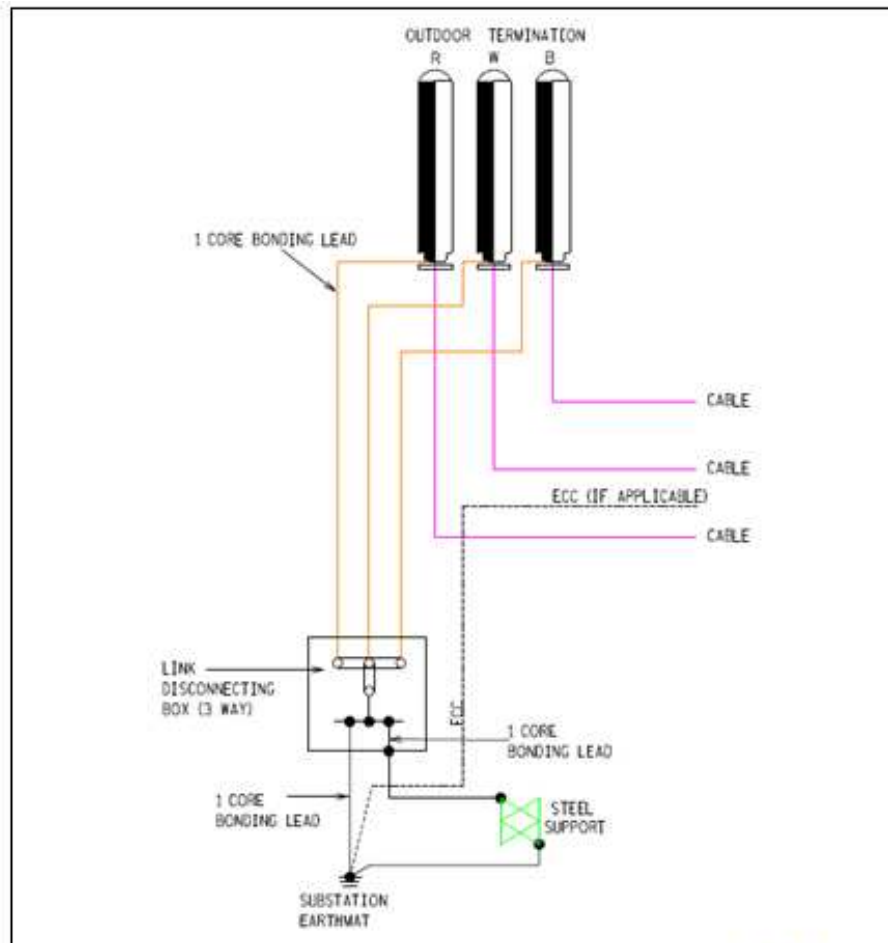 OUTDOOR TERMINATION
R W B
1 CORE BONDING LEAD
CABLE
CABLE
ECC (IF APPLICABLE)
CABLE
LINK
DISCONNECTING
BOX (3 WAY)
ECC
1 CORE
BONDING LEAD
1 CORE
BONDING LEAD
STEEL
SUPPORT
SUBSTATION
EARTHMAT